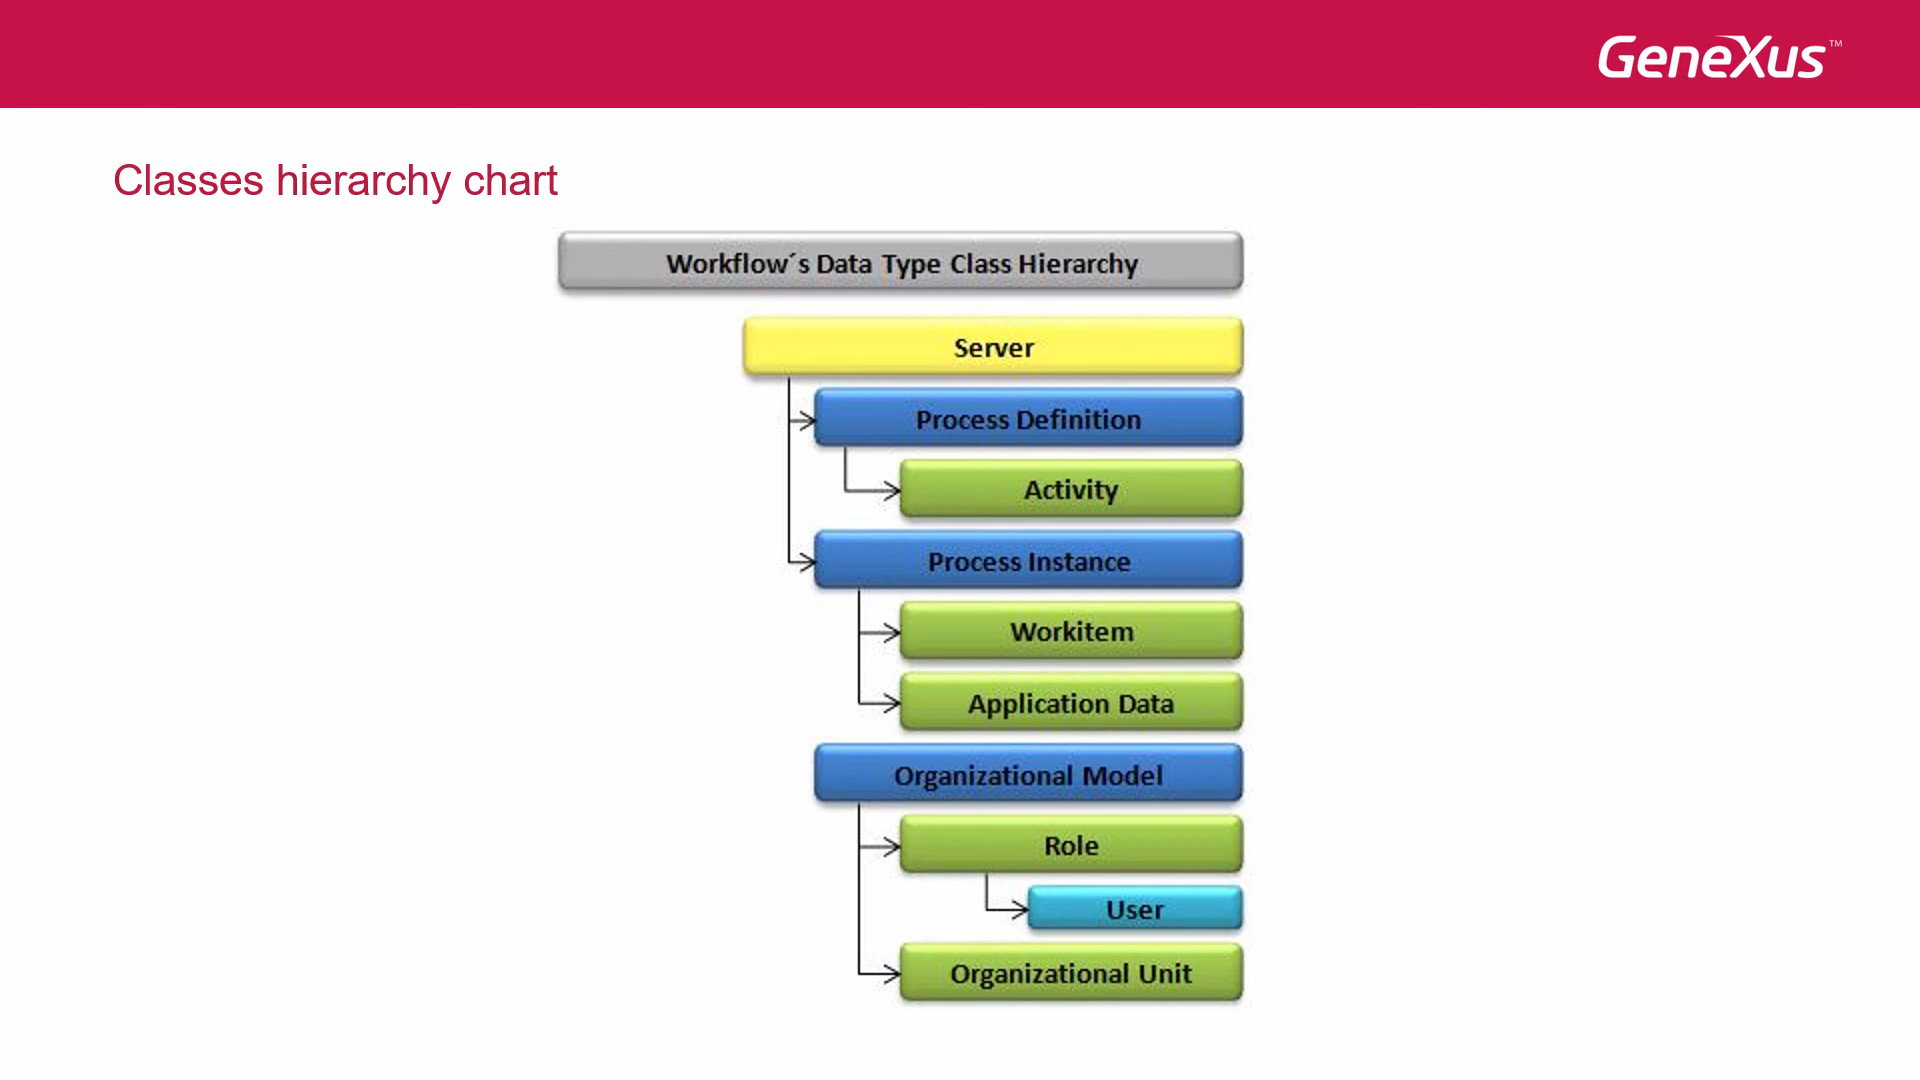 GeneXus™
Classes hierarchy chart
Workflow´s Data Type Class Hierarchy
Server
Process Definition
Activity
Process Instance
Workitem
Application Data
Organizational Model
Role
User
Organizational Unit